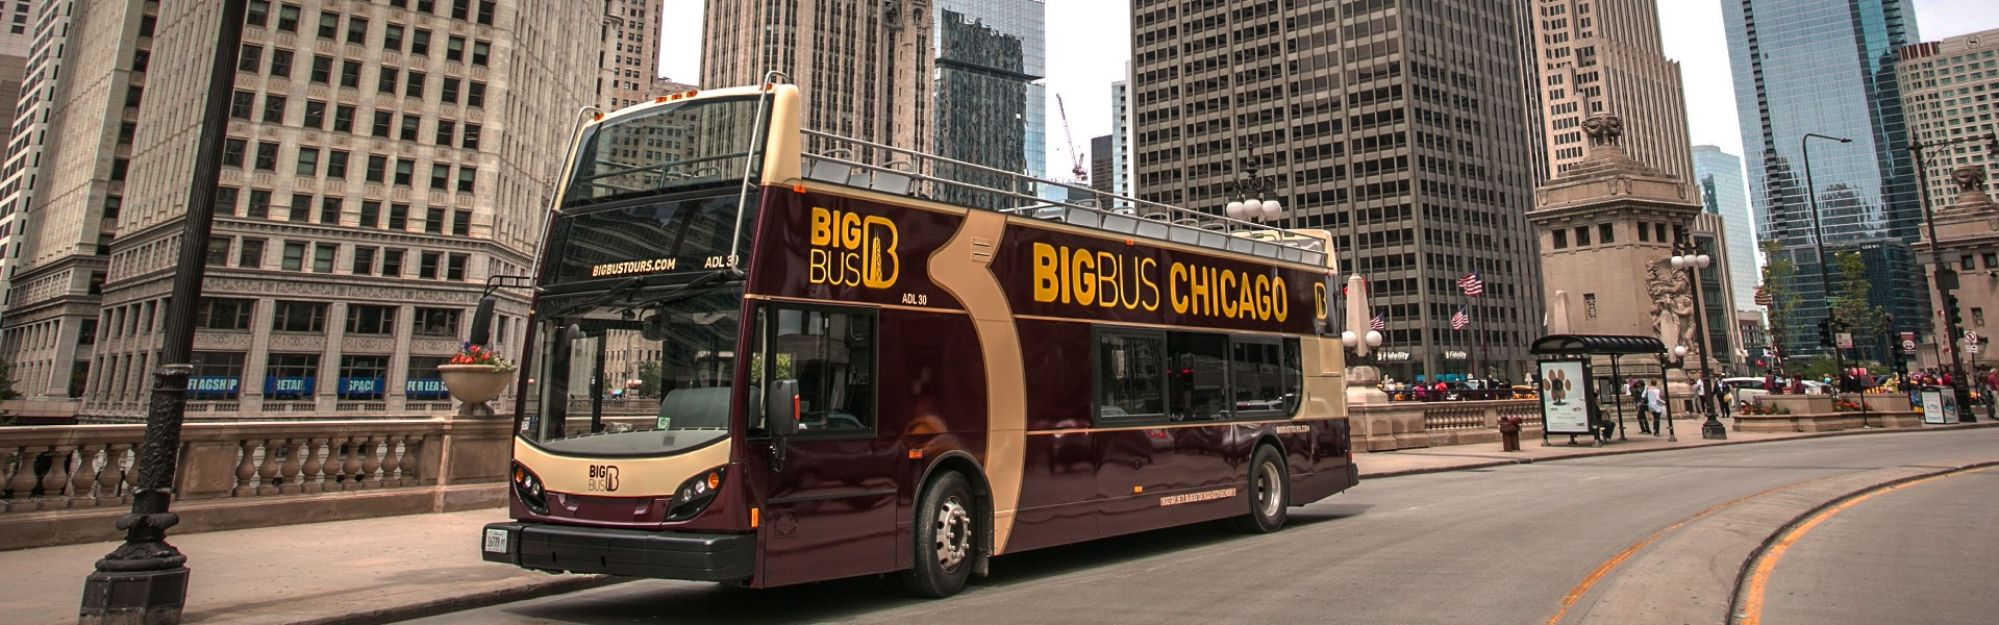 BIGBUSTOURS.COM
ADL 30
BIG
BUS
ADL 30
BIGBUS CHICAGO
BIG
BUS
FLAGSHIP
RETAIL
SPACE
FOR LEASE
Fidelity
Fidelity
BIGBUSTOURS.COM